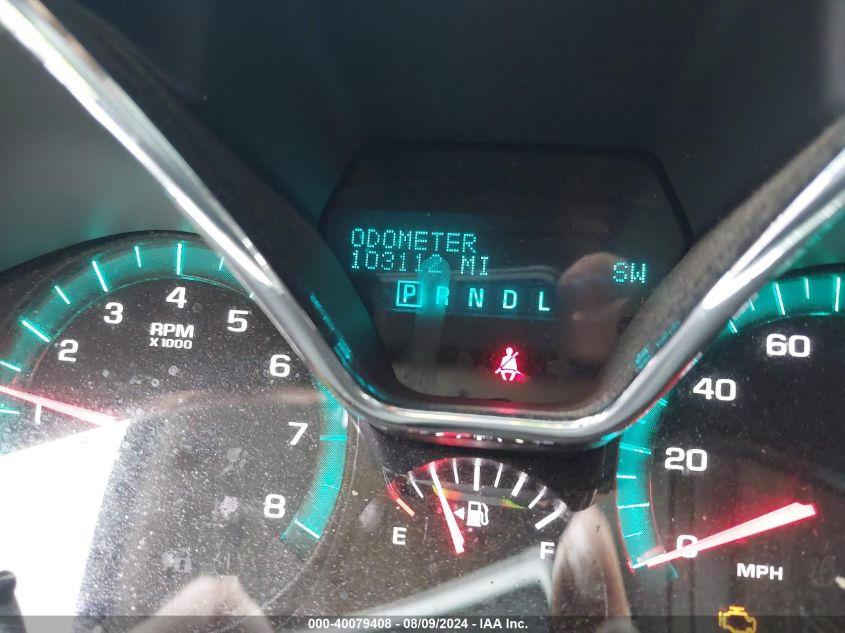 ODOMETER
103112 MI
SW
P R N D L
1 2 3 4 5 6 7 8
RPM
X1000
E F
0 20 40 60
MPH
000-40079408 - 08/09/2024 - IAA Inc.